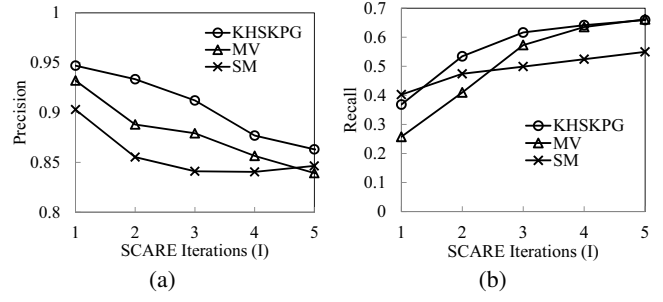 1
0.95
0.9
0.85
0.8
Precision
KHSKPG
MV
SM
1 2 3 4 5
SCARE Iterations (I)
(a)
0.7
0.6
0.5
0.4
0.3
0.2
0.1
0
Recall
KHSKPG
MV
SM
1 2 3 4 5
SCARE Iterations (I)
(b)